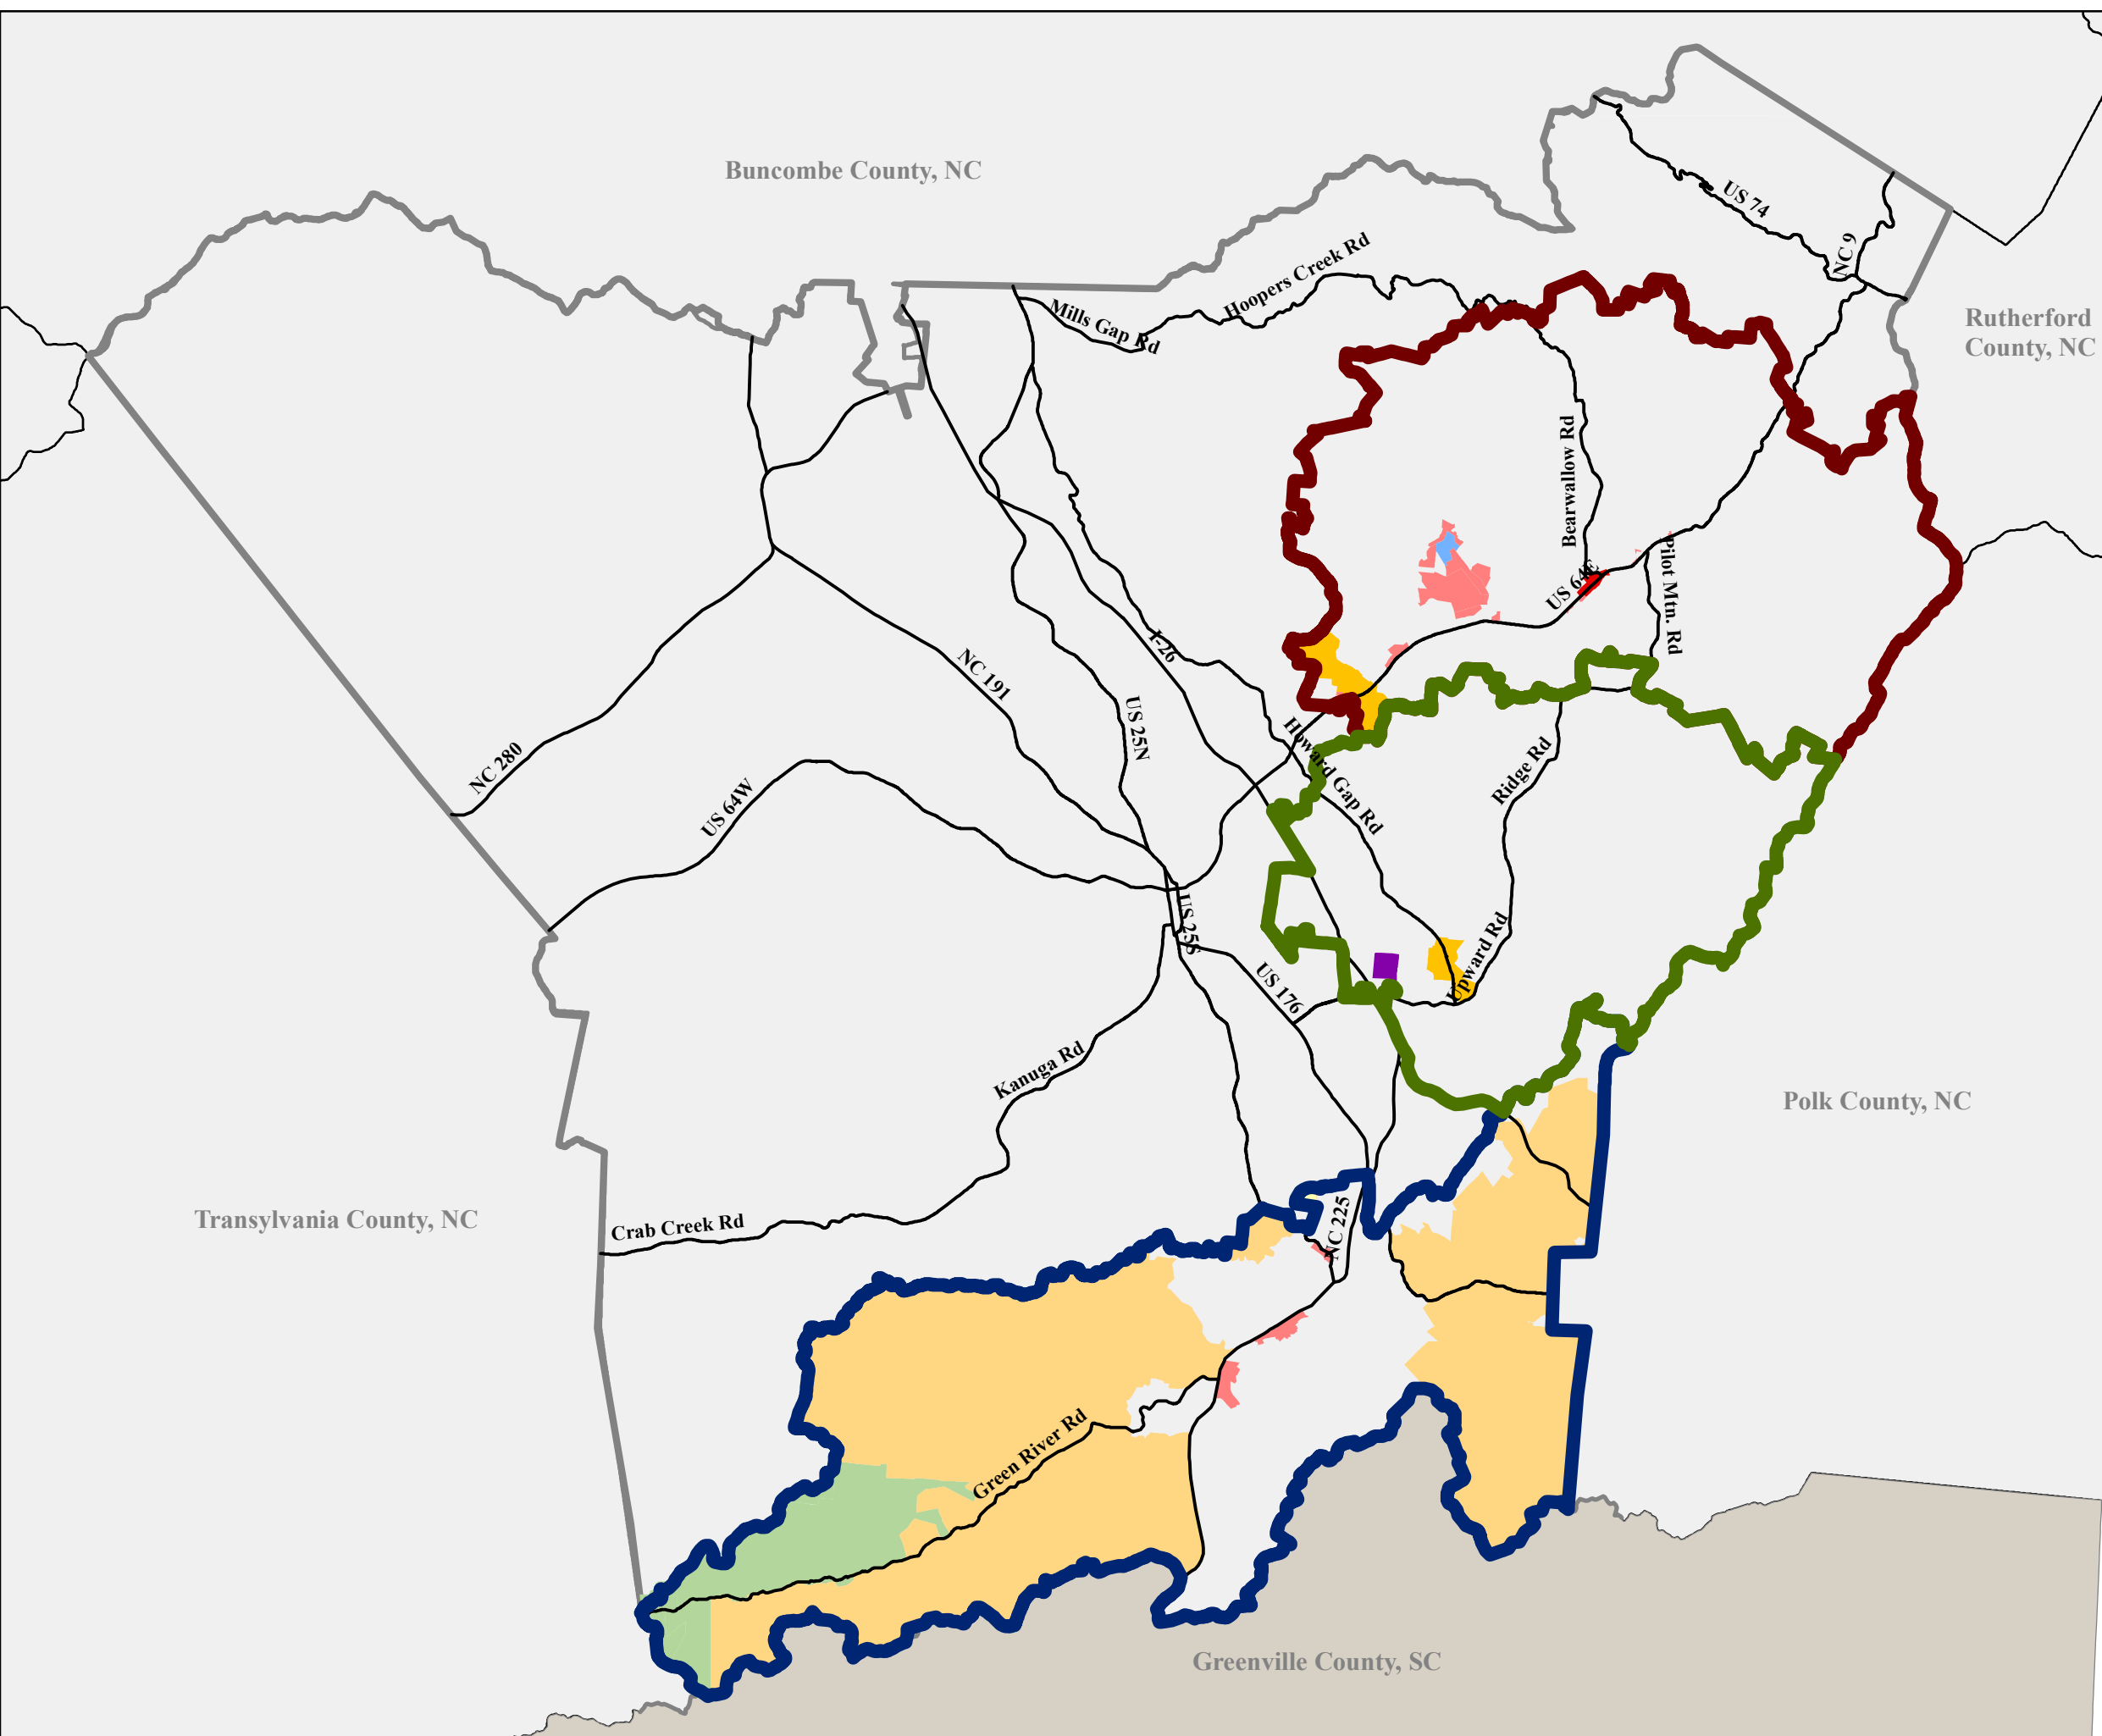 Buncombe County, NC
US 74
NC 9
Hoopers Creek Rd
Mills Gap Rd
Rutherford
County, NC
Bearwallow Rd
US 64E
Pilot Mtn. Rd
I-26
NC 191
US 25N
NC 280
US 64W
Howard Gap Rd
Ridge Rd
US 25S
US 176
Upward Rd
Kanuga Rd
Polk County, NC
Transylvania County, NC
Crab Creek Rd
NC 225
Green River Rd
Greenville County, SC